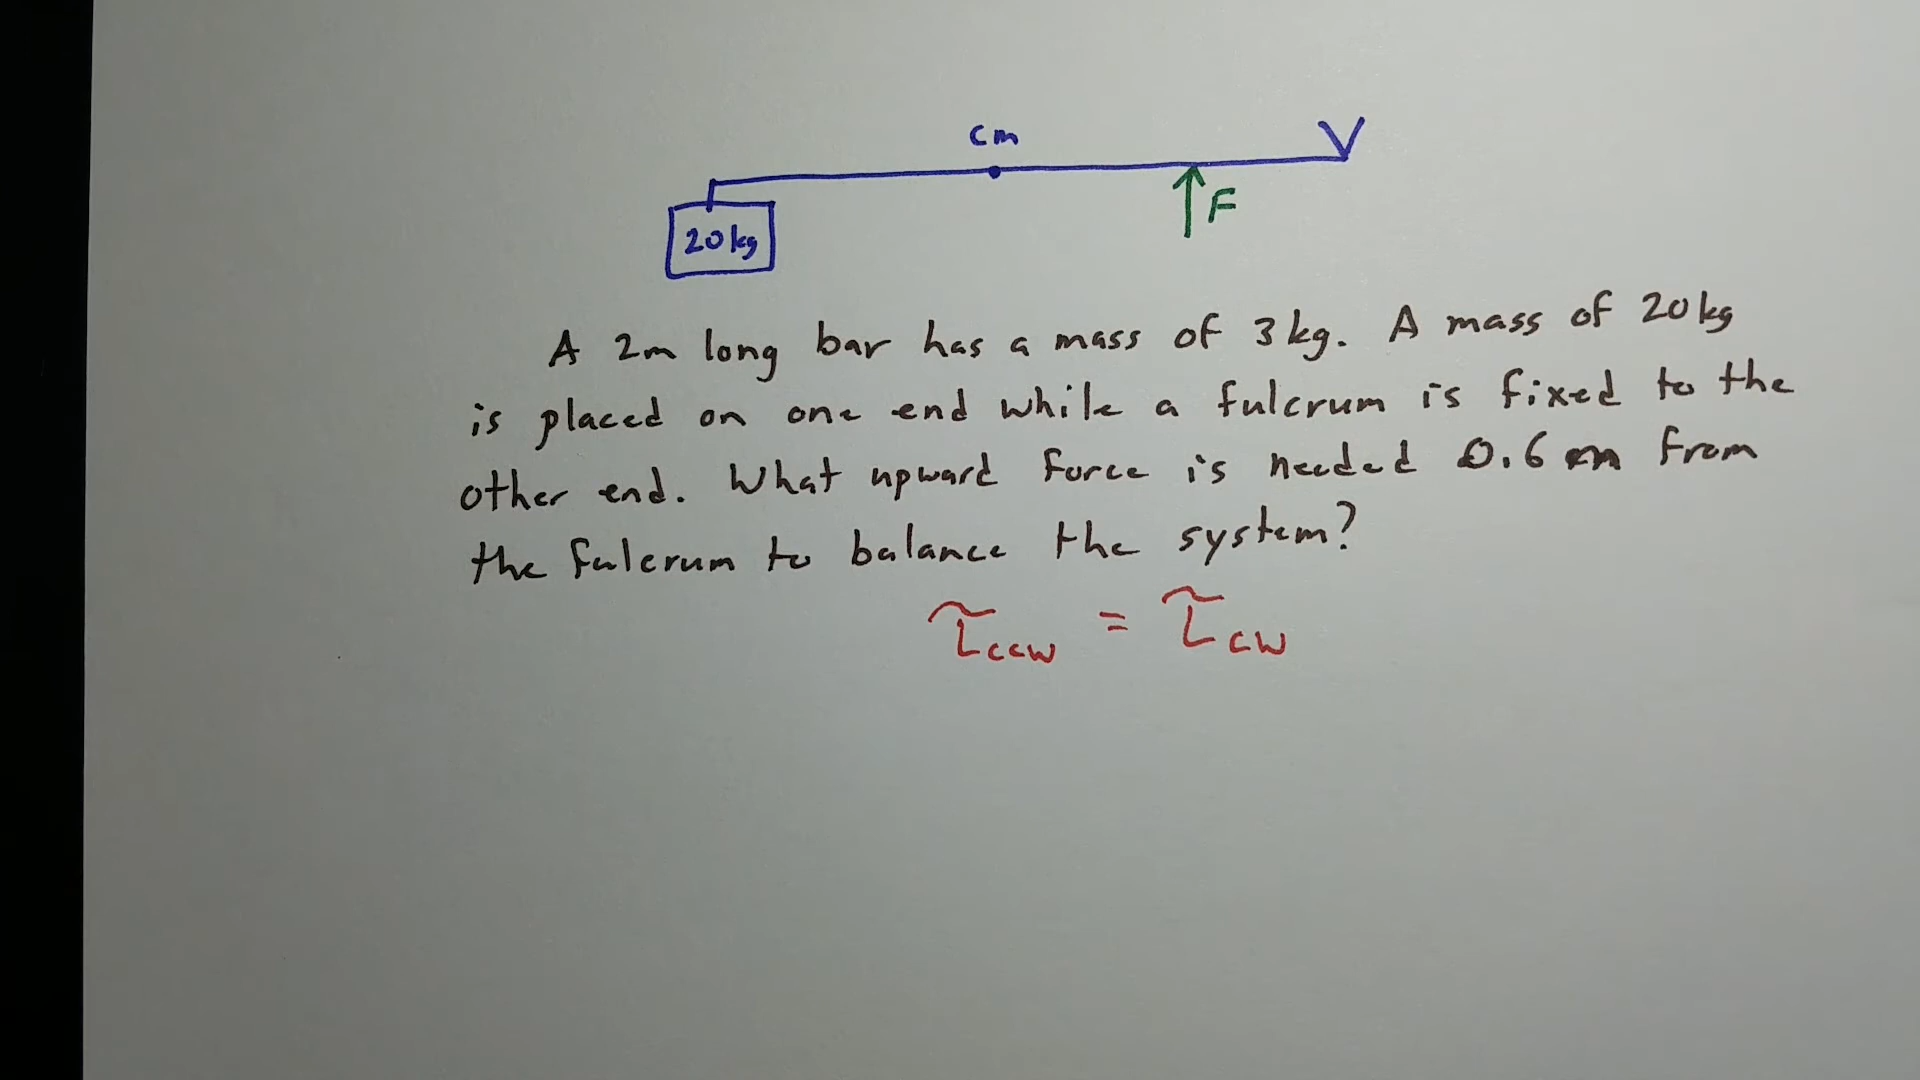 cm
F
20kg
A 2m long bar has a mass of 3kg. A mass of 20kg
is placed on one end while a fulcrum is fixed to the
other end. What upward force is needed 0.6 m from
the fulcrum to balance the system?
τccw = τcw